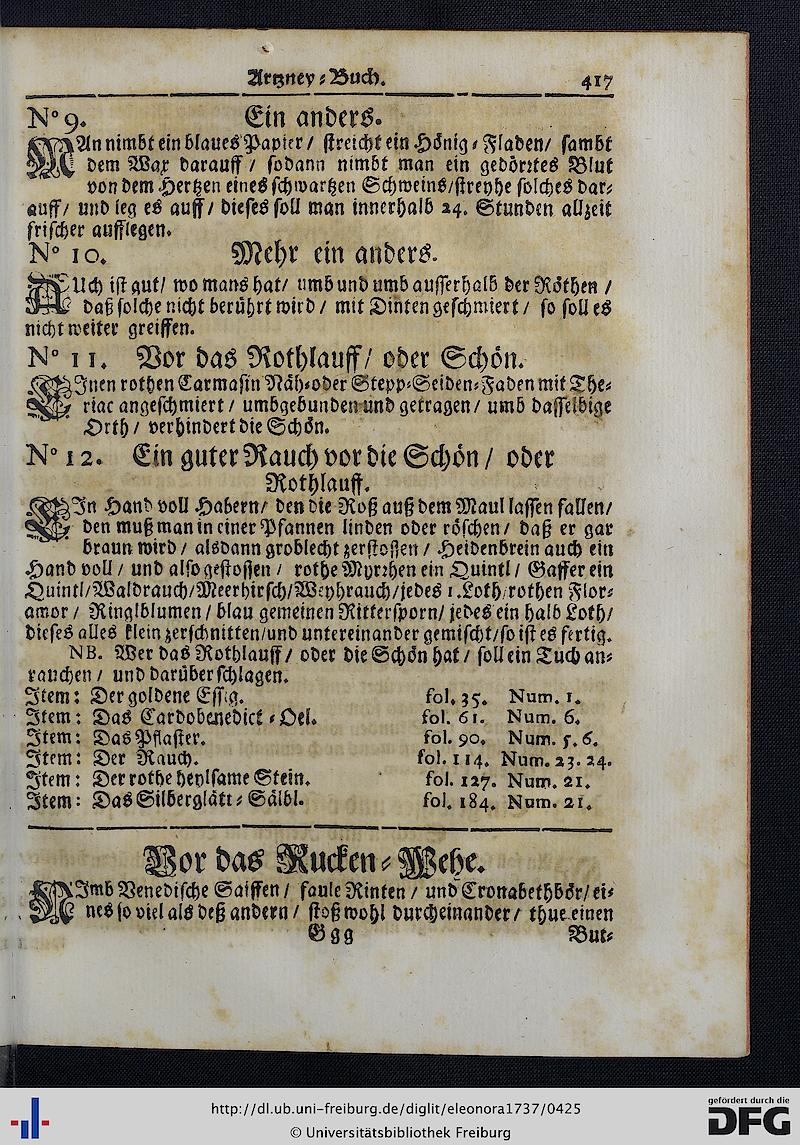 Artzney-Buch. 417
N° 9. Ein anders.
MAn nimbt ein blaues Papier/ streicht ein Hönig-Fladen/ sambt
dem Wax darauff/ sodann nimbt man ein gedörrtes Blut
von dem Hertzen eines schwartzen Schweins/ streyhe solches dar-
auff/ und leg es auff/ dieses soll man innerhalb 24. Stunden allzeit
frischer aufflegen.
N° 10. Mehr ein anders.
AUch ist gut/ wo mans hat/ umb und umb ausserhalb der Röthen/
daß solche nicht berührt wird/ mit Dinten geschmiert/ so soll es
nicht weiter greiffen.
N° 11. Vor das Rothlauff/ oder Schön.
EInen rothen Carmasin Näh-oder Stepp-Seiden-Faden mit The-
riac angeschmiert/ umbgebunden und getragen/ umb dasselbige
Orth/ verhindert die Schön.
N° 12. Ein guter Rauch vor die Schön/ oder
Rothlauff.
EIn Hand voll Habern/ den die Roß auß dem Maul lassen fallen/
den muß man in einer Pfannen linden oder röschen/ daß er gar
braun wird/ alsdann groblecht zerstossen/ Heidenbrein auch ein
Hand voll/ und also gestossen/ rothe Myrrhen ein Quintl/ Gaffer ein
Quintl/ Waldrauch/ Meerhirsch/ Weyhrauch/ jedes 1. Loth/ rothen Flor-
amor/ Ringlblumen/ blau gemeinen Rittersporn/ jedes ein halb Loth/
dieses alles klein zerschnitten/ und untereinander gemischt/ so ist es fertig.
NB. Wer das Rothlauff/ oder die Schön hat/ soll ein Tuch an-
rauchen/ und darüber schlagen.
Item: Der goldene Essig. fol. 35. Num. 1.
Item: Das Cardobenedict-Oel. fol. 61. Num. 6.
Item: Das Pflaster. fol. 90. Num. 5. 6.
Item: Der Rauch. fol. 114. Num. 23. 24.
Item: Der rothe heylsame Stein. fol. 127. Num. 21.
Item: Das Silberglätt-Sälbl. fol. 184. Num. 21.
Vor das Rucken-Wehe.
NImb Venedische Saiffen/ faule Rinten/ und Cronabethbör/ ei-
nes so viel als deß andern/ stoß wohl durcheinander/ thue einen
Ggg But-
http://dl.ub.uni-freiburg.de/diglit/eleonora1737/0425
© Universitätsbibliothek Freiburg
gefördert durch die
DFG